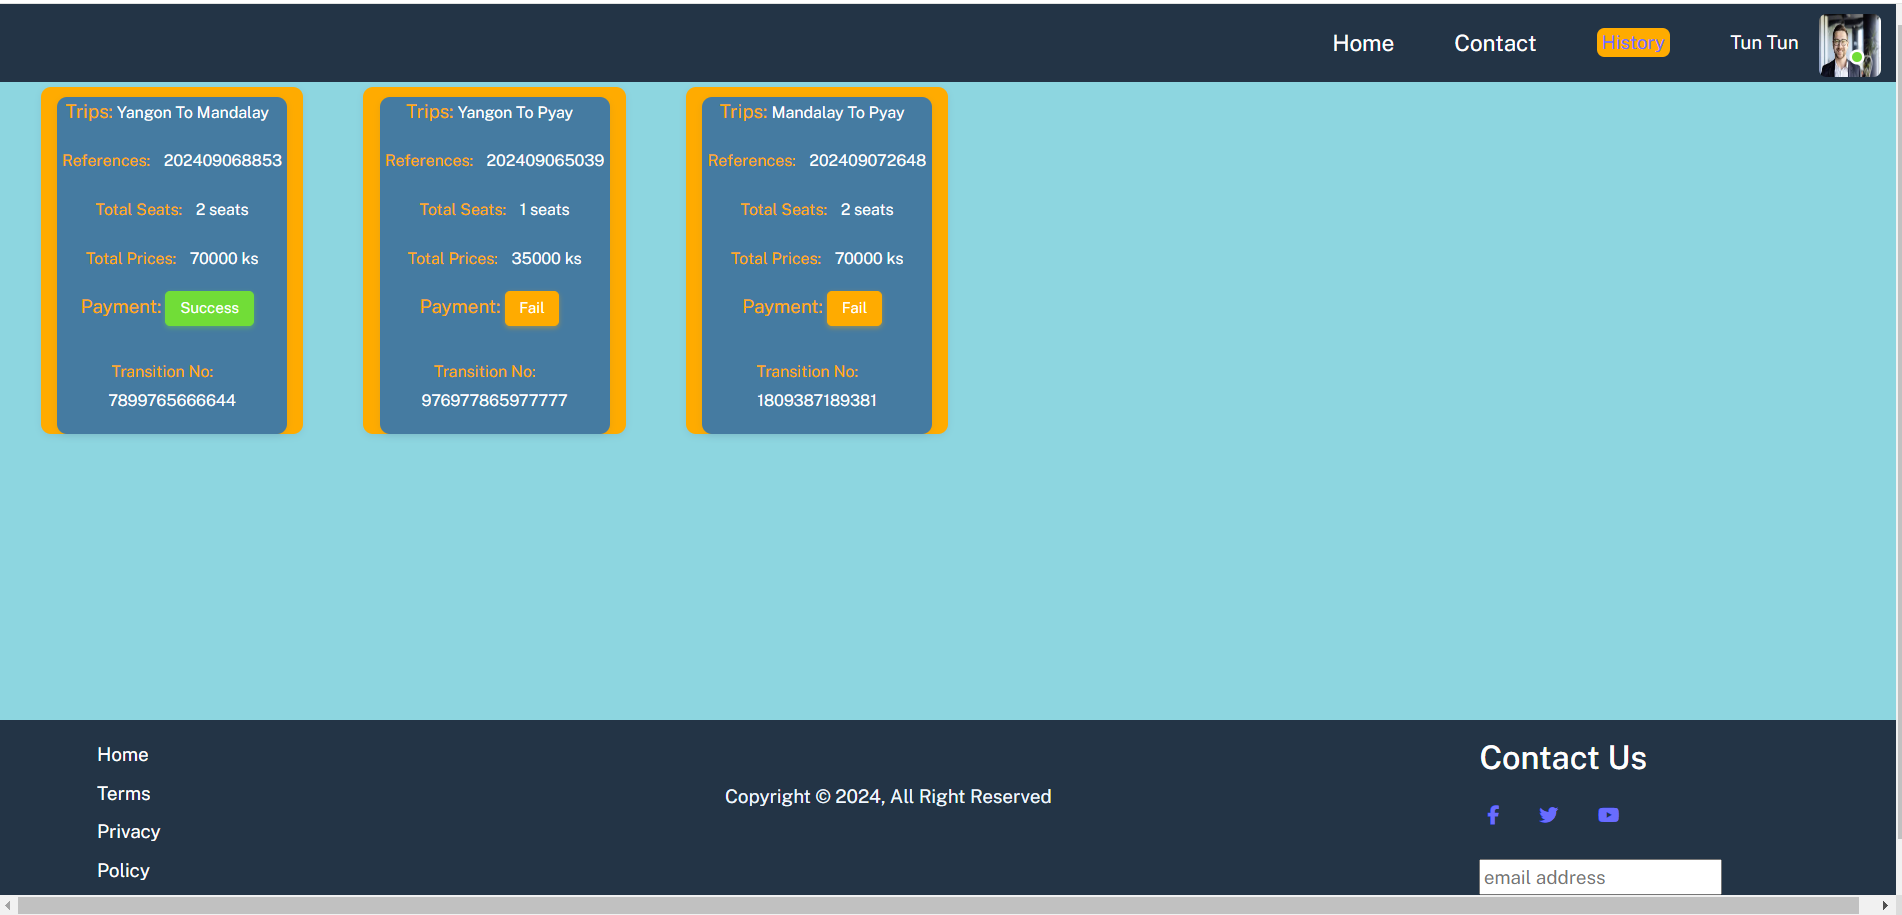 Home Contact History Tun Tun
Trips: Yangon To Mandalay
References: 202409068853
Total Seats: 2 seats
Total Prices: 70000 ks
Payment: Success
Transition No:
7899765666644
Trips: Yangon To Pyay
References: 202409065039
Total Seats: 1 seats
Total Prices: 35000 ks
Payment: Fail
Transition No:
976977865977777
Trips: Mandalay To Pyay
References: 202409072648
Total Seats: 2 seats
Total Prices: 70000 ks
Payment: Fail
Transition No:
1809387189381
Home
Terms
Privacy
Policy
Copyright © 2024, All Right Reserved
Contact Us
email address